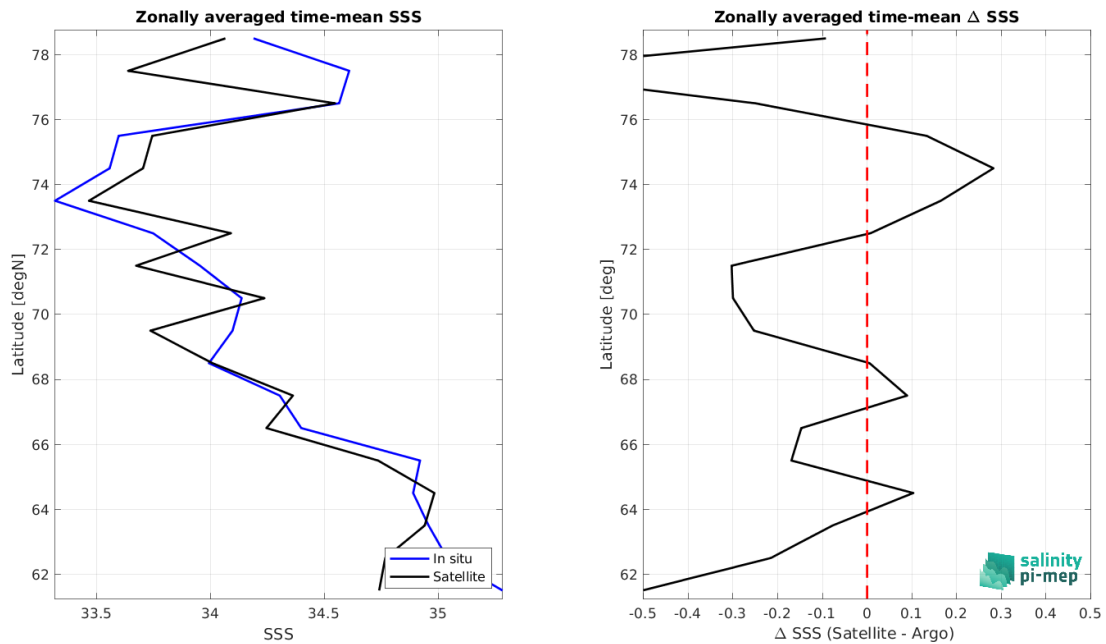 Zonally averaged time-mean SSS
78
76
74
72
70
68
66
64
62
Latitude [degN]
33.5 34 34.5 35
SSS
In situ
Satellite
Zonally averaged time-mean Δ SSS
78
76
74
72
70
68
66
64
62
Latitude [deg]
-0.5 -0.4 -0.3 -0.2 -0.1 0 0.1 0.2 0.3 0.4 0.5
Δ SSS (Satellite - Argo)
salinity
pi-mep